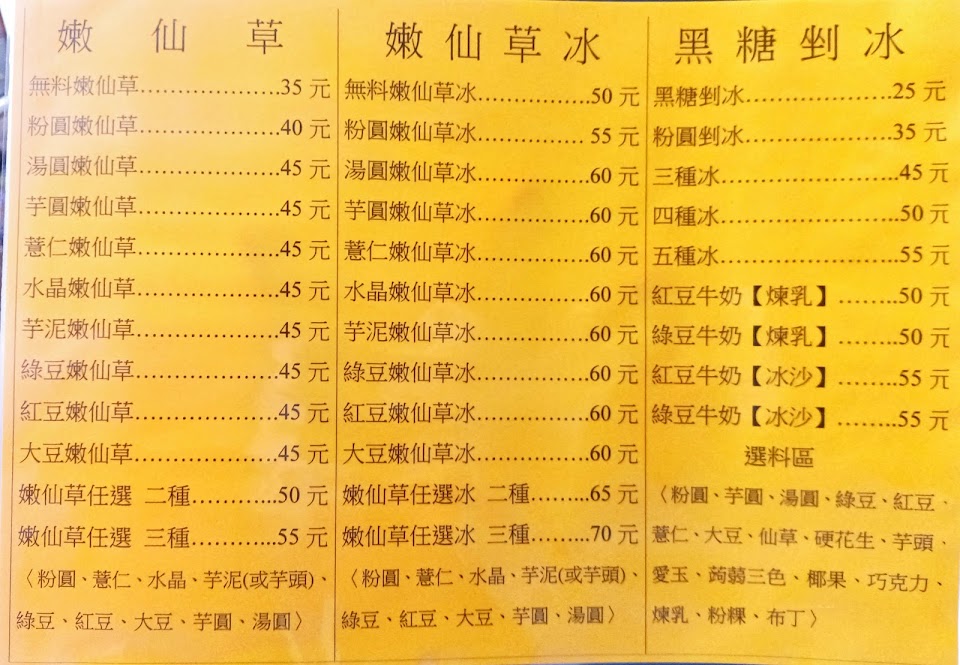 嫩仙草
無料嫩仙草....................35 元
粉圓嫩仙草....................40 元
湯圓嫩仙草....................45 元
芋圓嫩仙草....................45 元
薏仁嫩仙草....................45 元
水晶嫩仙草....................45 元
芋泥嫩仙草....................45 元
綠豆嫩仙草....................45 元
紅豆嫩仙草....................45 元
大豆嫩仙草....................45 元
嫩仙草任選 二種............50 元
嫩仙草任選 三種............55 元
〈粉圓、薏仁、水晶、芋泥(或芋頭)、
綠豆、紅豆、大豆、芋圓、湯圓〉
嫩仙草冰
無料嫩仙草冰................50 元
粉圓嫩仙草冰................ 55 元
湯圓嫩仙草冰................60 元
芋圓嫩仙草冰................60 元
薏仁嫩仙草冰................60 元
水晶嫩仙草冰................60 元
芋泥嫩仙草冰................60 元
綠豆嫩仙草冰................60 元
紅豆嫩仙草冰................60 元
大豆嫩仙草冰................60 元
嫩仙草任選冰 二種.........65 元
嫩仙草任選冰 三種.........70 元
〈粉圓、薏仁、水晶、芋泥(或芋頭)、
綠豆、紅豆、大豆、芋圓、湯圓〉
黑糖剉冰
黑糖剉冰.....................25 元
粉圓剉冰.....................35 元
三種冰.........................45 元
四種冰.........................50 元
五種冰.........................55 元
紅豆牛奶【煉乳】.........50 元
綠豆牛奶【煉乳】.........50 元
紅豆牛奶【冰沙】.........55 元
綠豆牛奶【冰沙】.........55 元
選料區
〈粉圓、芋圓、湯圓、綠豆、紅豆、
薏仁、大豆、仙草、硬花生、芋頭、
愛玉、蒟蒻三色、椰果、巧克力、
煉乳、粉粿、布丁〉